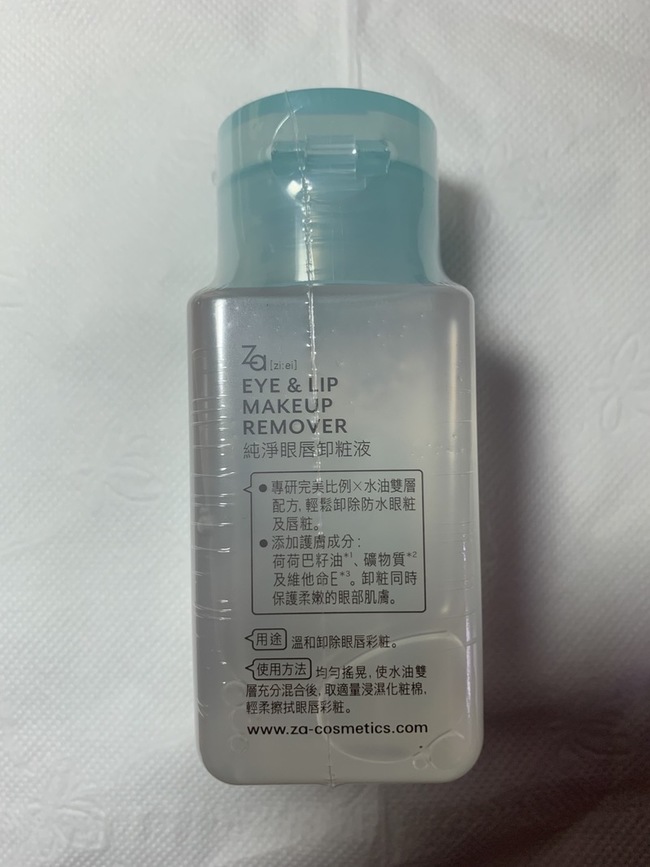 Za [zi:ei]
EYE & LIP
MAKEUP
REMOVER
純淨眼唇卸粧液
●專研完美比例×水油雙層
配方,輕鬆卸除防水眼粧
及唇粧。
●添加護膚成分:
荷荷巴籽油*1、礦物質*2
及維他命E*3。卸粧同時
保護柔嫩的眼部肌膚。
用途 溫和卸除眼唇彩粧。
使用方法 均勻搖晃,使水油雙
層充分混合後,取適量浸濕化粧棉,
輕柔擦拭眼唇彩粧。
www.za-cosmetics.com